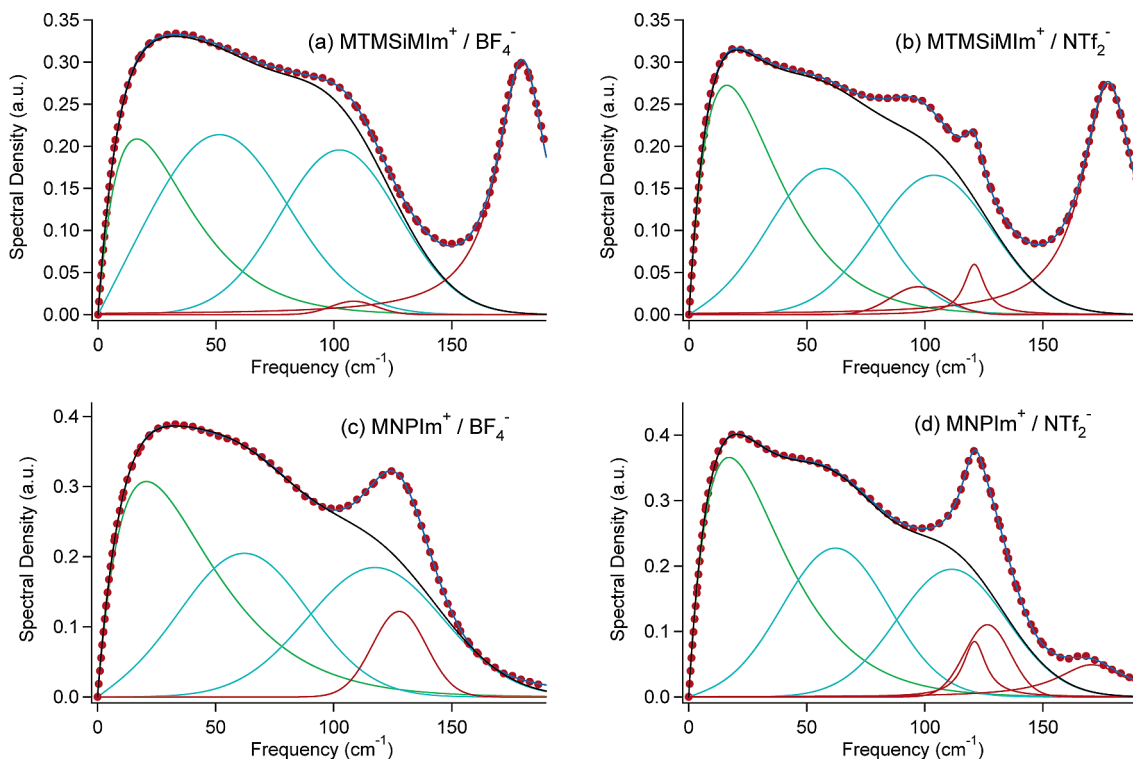 (a) MTMSiMIm+ / BF4-
Spectral Density (a.u.)
0.35
0.30
0.25
0.20
0.15
0.10
0.05
0.00
0 50 100 150
Frequency (cm-1)
(b) MTMSiMIm+ / NTf2-
Spectral Density (a.u.)
0.35
0.30
0.25
0.20
0.15
0.10
0.05
0.00
0 50 100 150
Frequency (cm-1)
(c) MNPIm+ / BF4-
Spectral Density (a.u.)
0.4
0.3
0.2
0.1
0.0
0 50 100 150
Frequency (cm-1)
(d) MNPIm+ / NTf2-
Spectral Density (a.u.)
0.4
0.3
0.2
0.1
0.0
0 50 100 150
Frequency (cm-1)